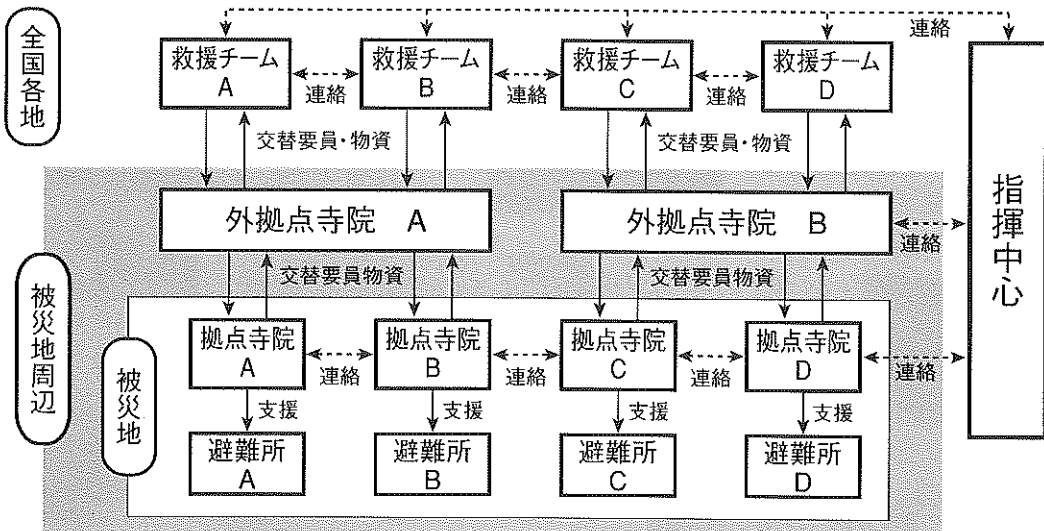 全国各地
連絡
救援チーム
A
救援チーム
B
救援チーム
C
救援チーム
D
連絡
連絡
連絡
交替要員・物資
交替要員・物資
外拠点寺院 A
外拠点寺院 B
連絡
指揮中心
被災地周辺
交替要員物資
交替要員物資
被災地
拠点寺院
A
拠点寺院
B
拠点寺院
C
拠点寺院
D
連絡
連絡
連絡
連絡
支援
支援
支援
支援
避難所
A
避難所
B
避難所
C
避難所
D